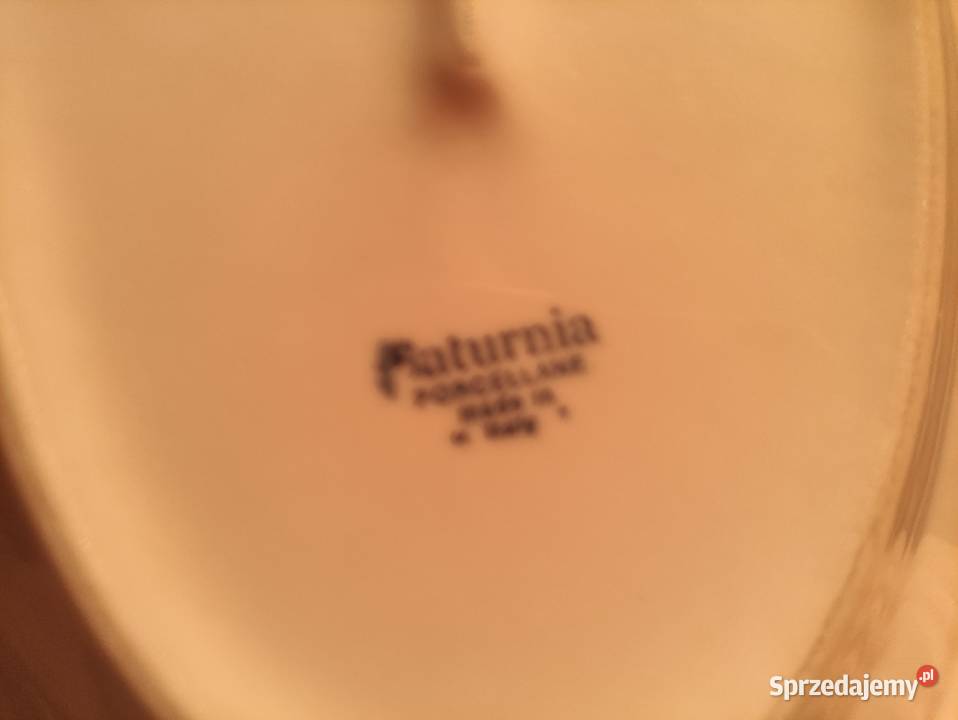 Saturnia
PORCELLANE
MADE IN
ITALY
Sprzedajemy.pl